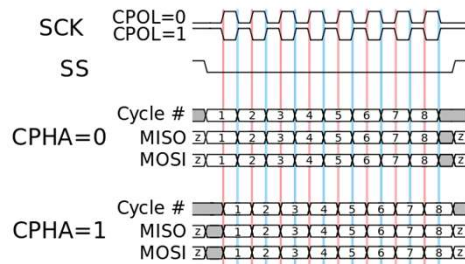 SCK CPOL=0
CPOL=1
SS
Cycle # 1 2 3 4 5 6 7 8
CPHA=0 MISO z 1 2 3 4 5 6 7 8 z
MOSI z 1 2 3 4 5 6 7 8 z
Cycle # 1 2 3 4 5 6 7 8
CPHA=1 MISO z 1 2 3 4 5 6 7 8 z
MOSI z 1 2 3 4 5 6 7 8 z